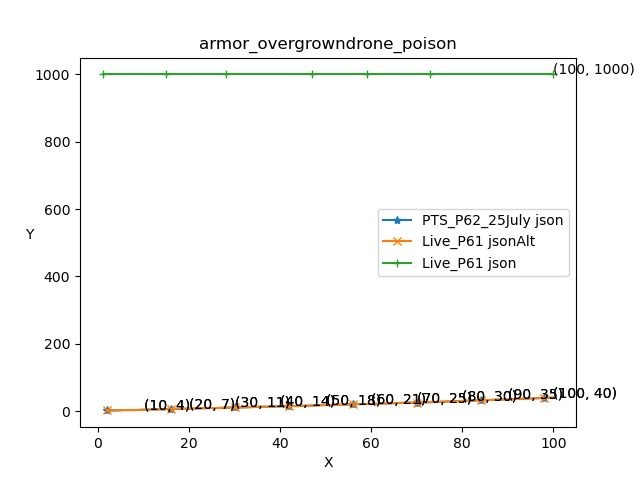 armor_overgrowndrone_poison
Y
1000
800
600
400
200
0
(100, 1000)
PTS_P62_25July json
Live_P61 jsonAlt
Live_P61 json
(10, 4)
(20, 7)
(30, 11)
(40, 14)
(50, 18)
(60, 21)
(70, 25)
(80, 30)
(90, 35)
(100, 40)
0 20 40 60 80 100
X